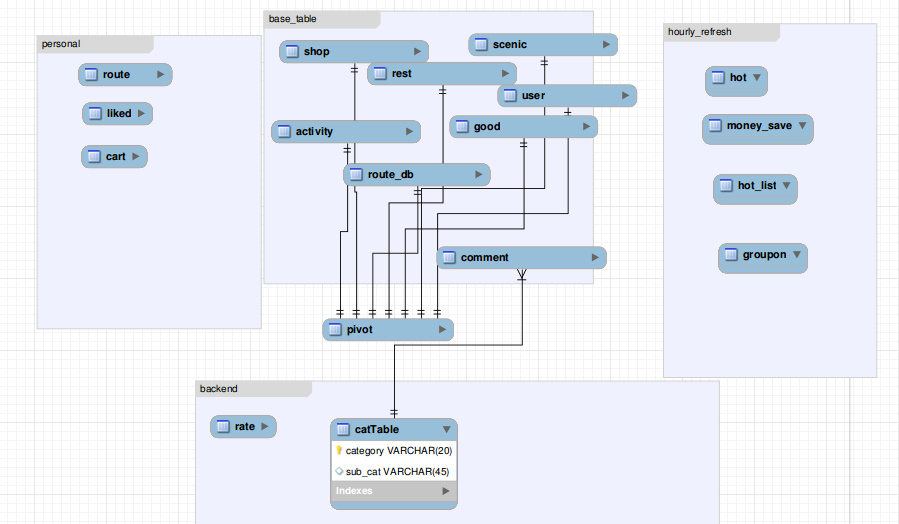 personal
route
liked
cart
base_table
shop
scenic
rest
user
good
activity
route_db
comment
pivot
hourly_refresh
hot
money_save
hot_list
groupon
backend
rate
catTable
category VARCHAR(20)
sub_cat VARCHAR(45)
Indexes